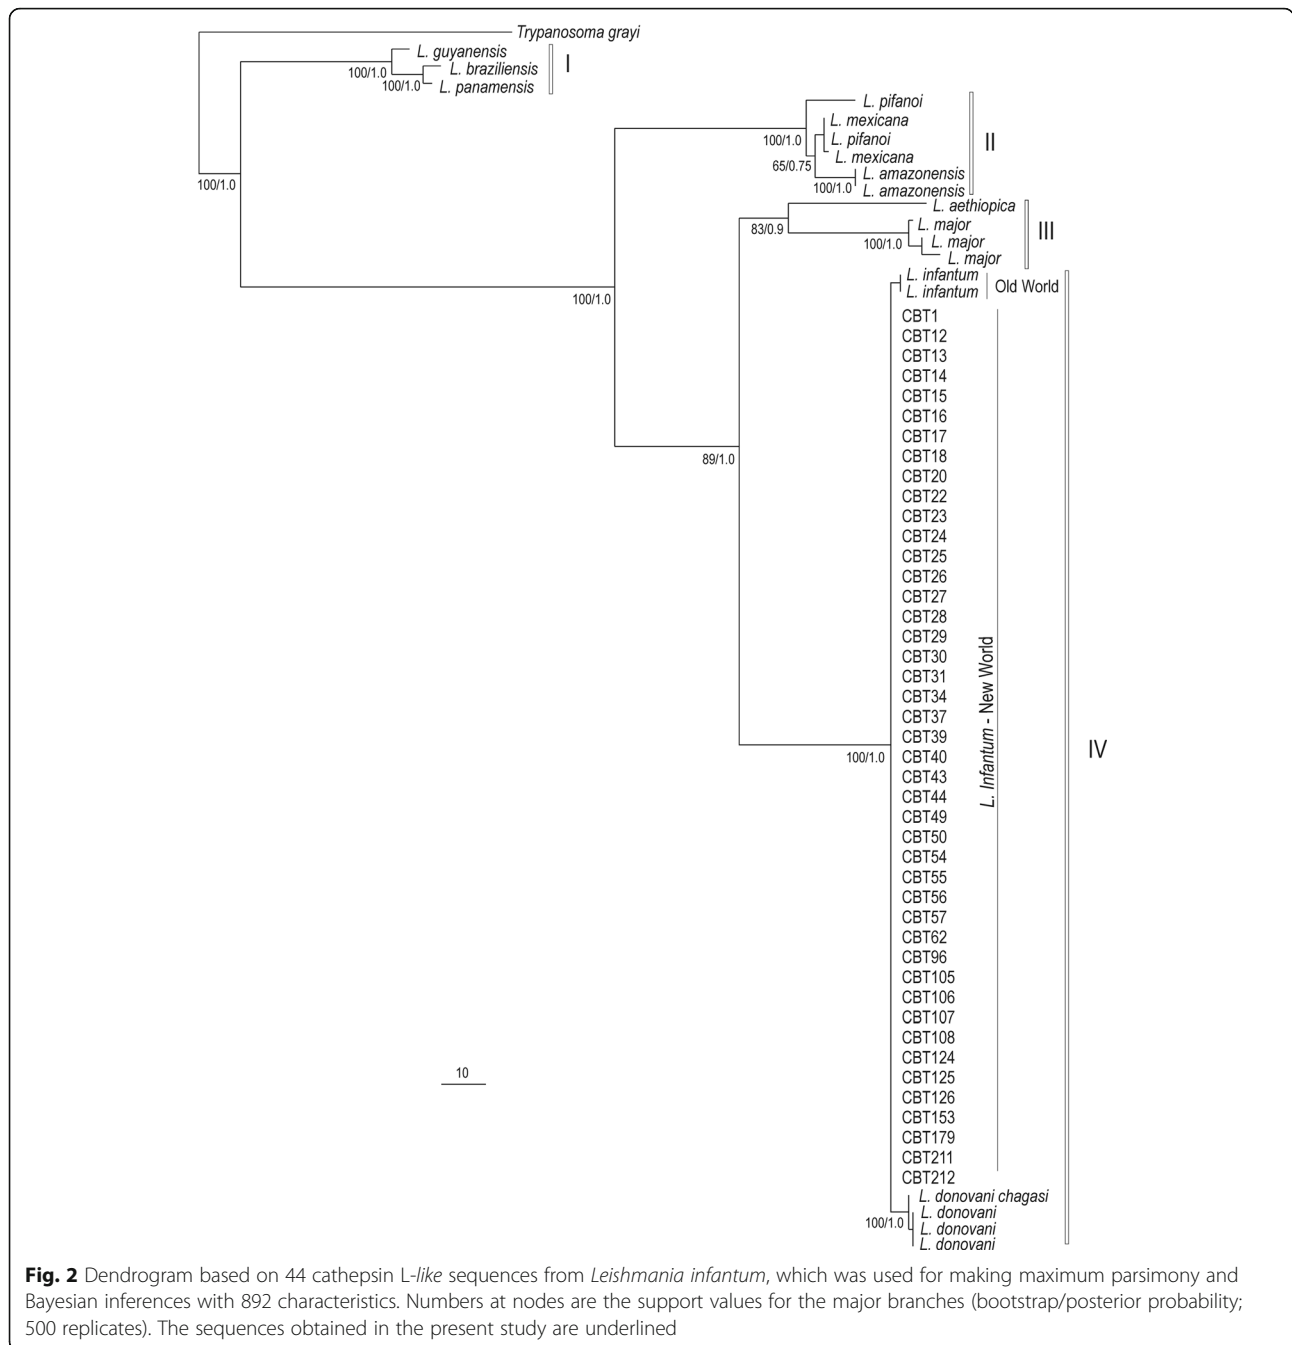 Trypanosoma grayi
L. guyanensis
L. braziliensis
L. panamensis
I
100/1.0
100/1.0
L. pifanoi
L. mexicana
L. pifanoi
L. mexicana
L. amazonensis
L. amazonensis
II
100/1.0
65/0.75
100/1.0
100/1.0
L. aethiopica
L. major
L. major
L. major
III
83/0.9
100/1.0
L. infantum
L. infantum
Old World
100/1.0
CBT1
CBT12
CBT13
CBT14
CBT15
CBT16
CBT17
CBT18
89/1.0
CBT20
CBT22
CBT23
CBT24
CBT25
CBT26
CBT27
CBT28
CBT29
CBT30
CBT31
CBT34
CBT37
CBT39
CBT40
CBT43
CBT44
CBT49
CBT50
CBT54
CBT55
CBT56
CBT57
CBT62
CBT96
CBT105
CBT106
CBT107
CBT108
CBT124
CBT125
CBT126
CBT153
CBT179
CBT211
CBT212
L. Infantum - New World
IV
100/1.0
10
L. donovani chagasi
L. donovani
L. donovani
L. donovani
100/1.0
Fig. 2 Dendrogram based on 44 cathepsin L-like sequences from Leishmania infantum, which was used for making maximum parsimony and
Bayesian inferences with 892 characteristics. Numbers at nodes are the support values for the major branches (bootstrap/posterior probability;
500 replicates). The sequences obtained in the present study are underlined